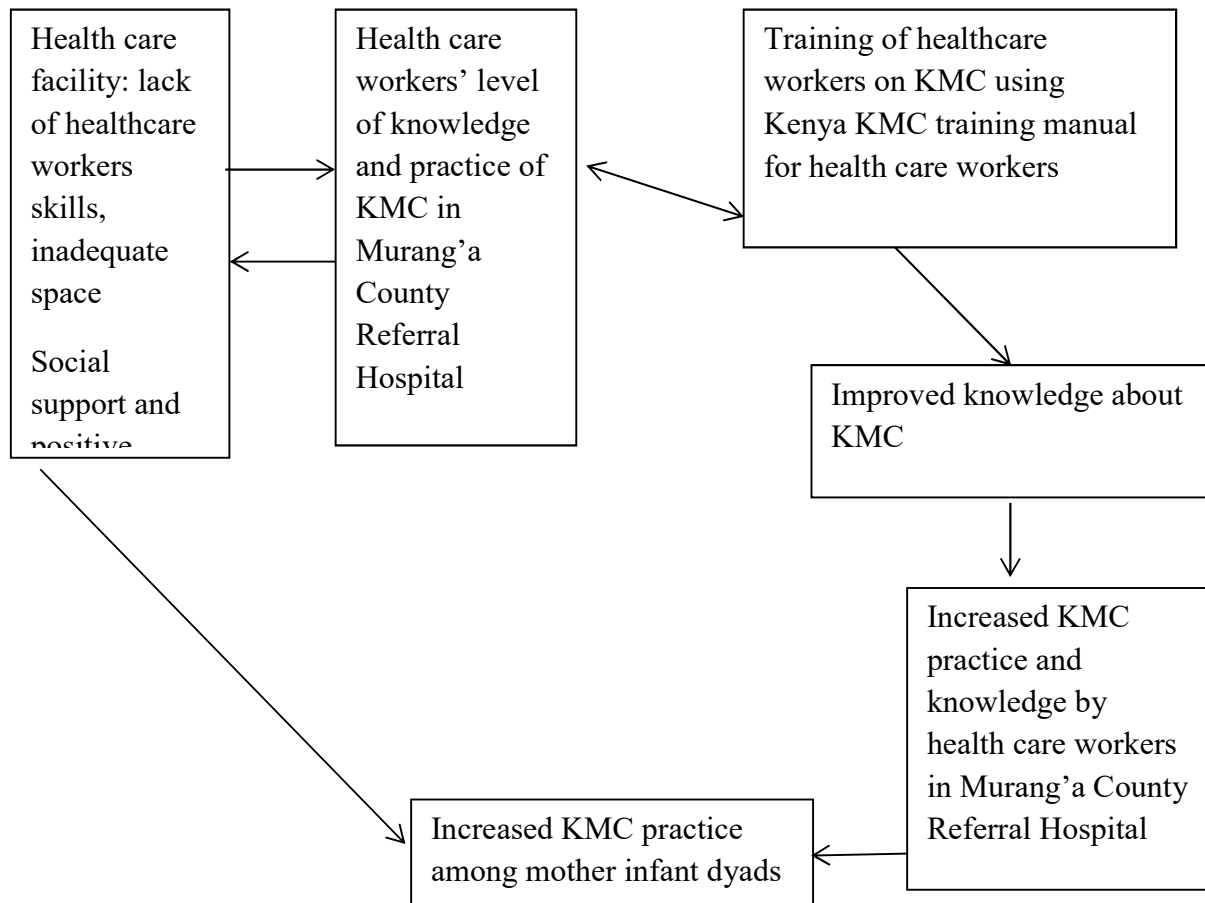 Health care
facility: lack
of healthcare
workers
skills,
inadequate
space
Social
support and
positive
Health care
workers’ level
of knowledge
and practice of
KMC in
Murang’a
County
Referral
Hospital
Training of healthcare
workers on KMC using
Kenya KMC training manual
for health care workers
Improved knowledge about
KMC
Increased KMC
practice and
knowledge by
health care workers
in Murang’a County
Referral Hospital
Increased KMC practice
among mother infant dyads